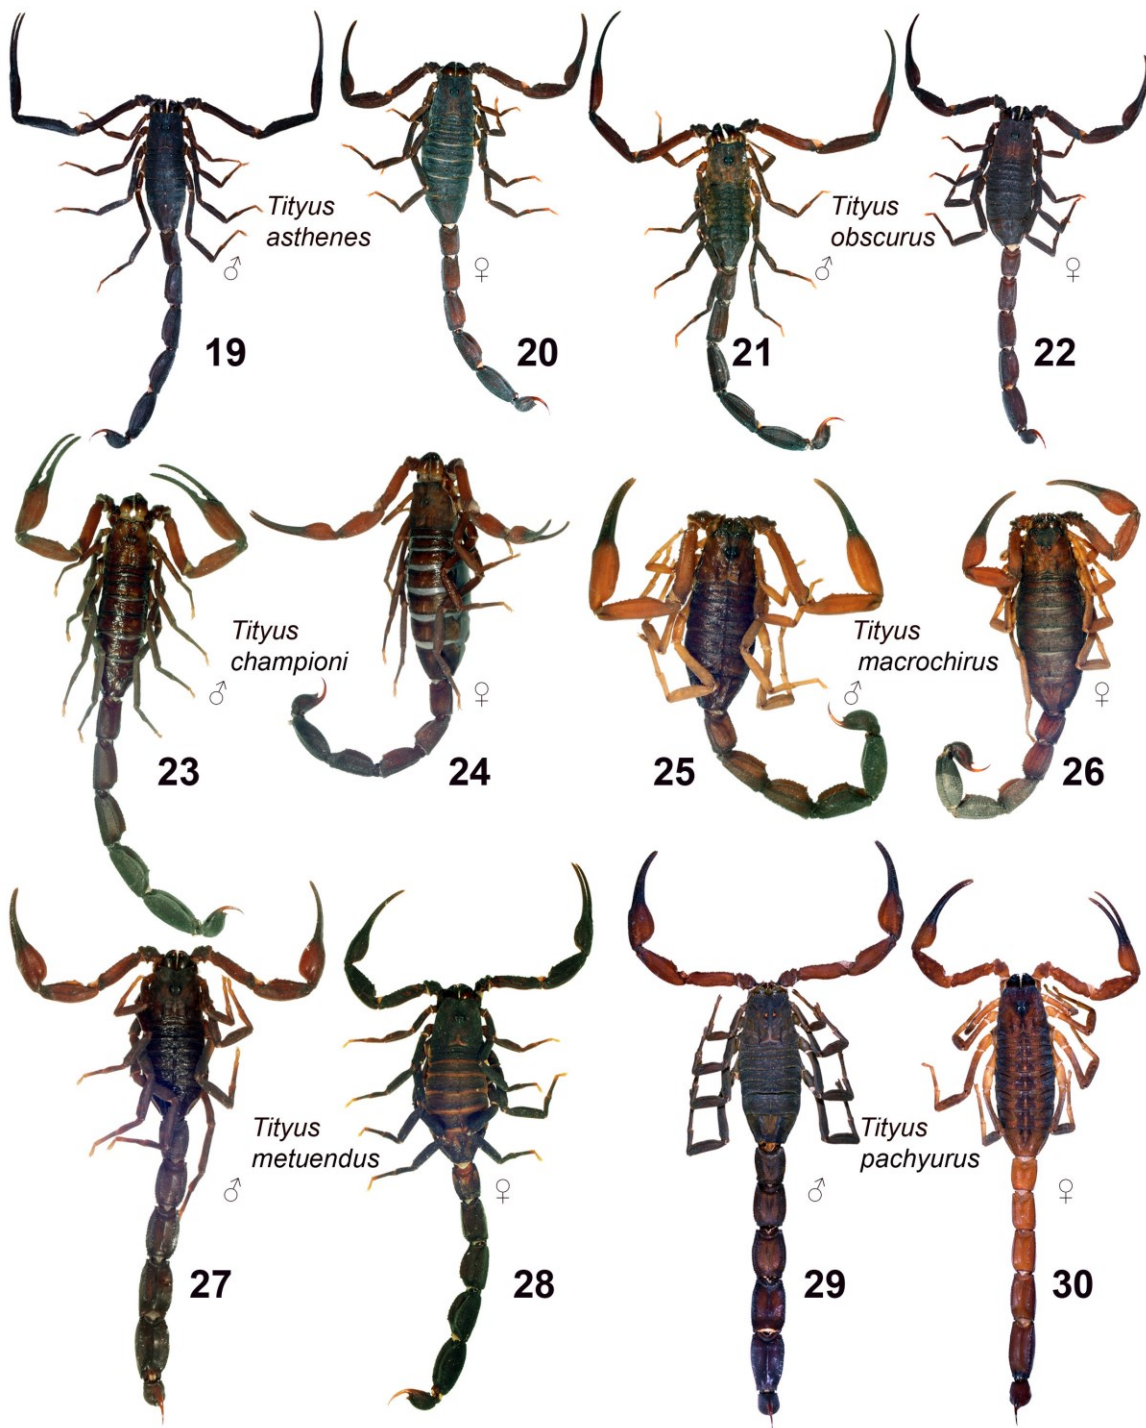 Tityus
asthenes
♂
♀
19
20
Tityus
obscurus
♂
♀
21
22
Tityus
championi
♂
♀
23
24
Tityus
macrochirus
♂
♀
25
26
Tityus
metuendus
♂
♀
27
28
Tityus
pachyurus
♂
♀
29
30